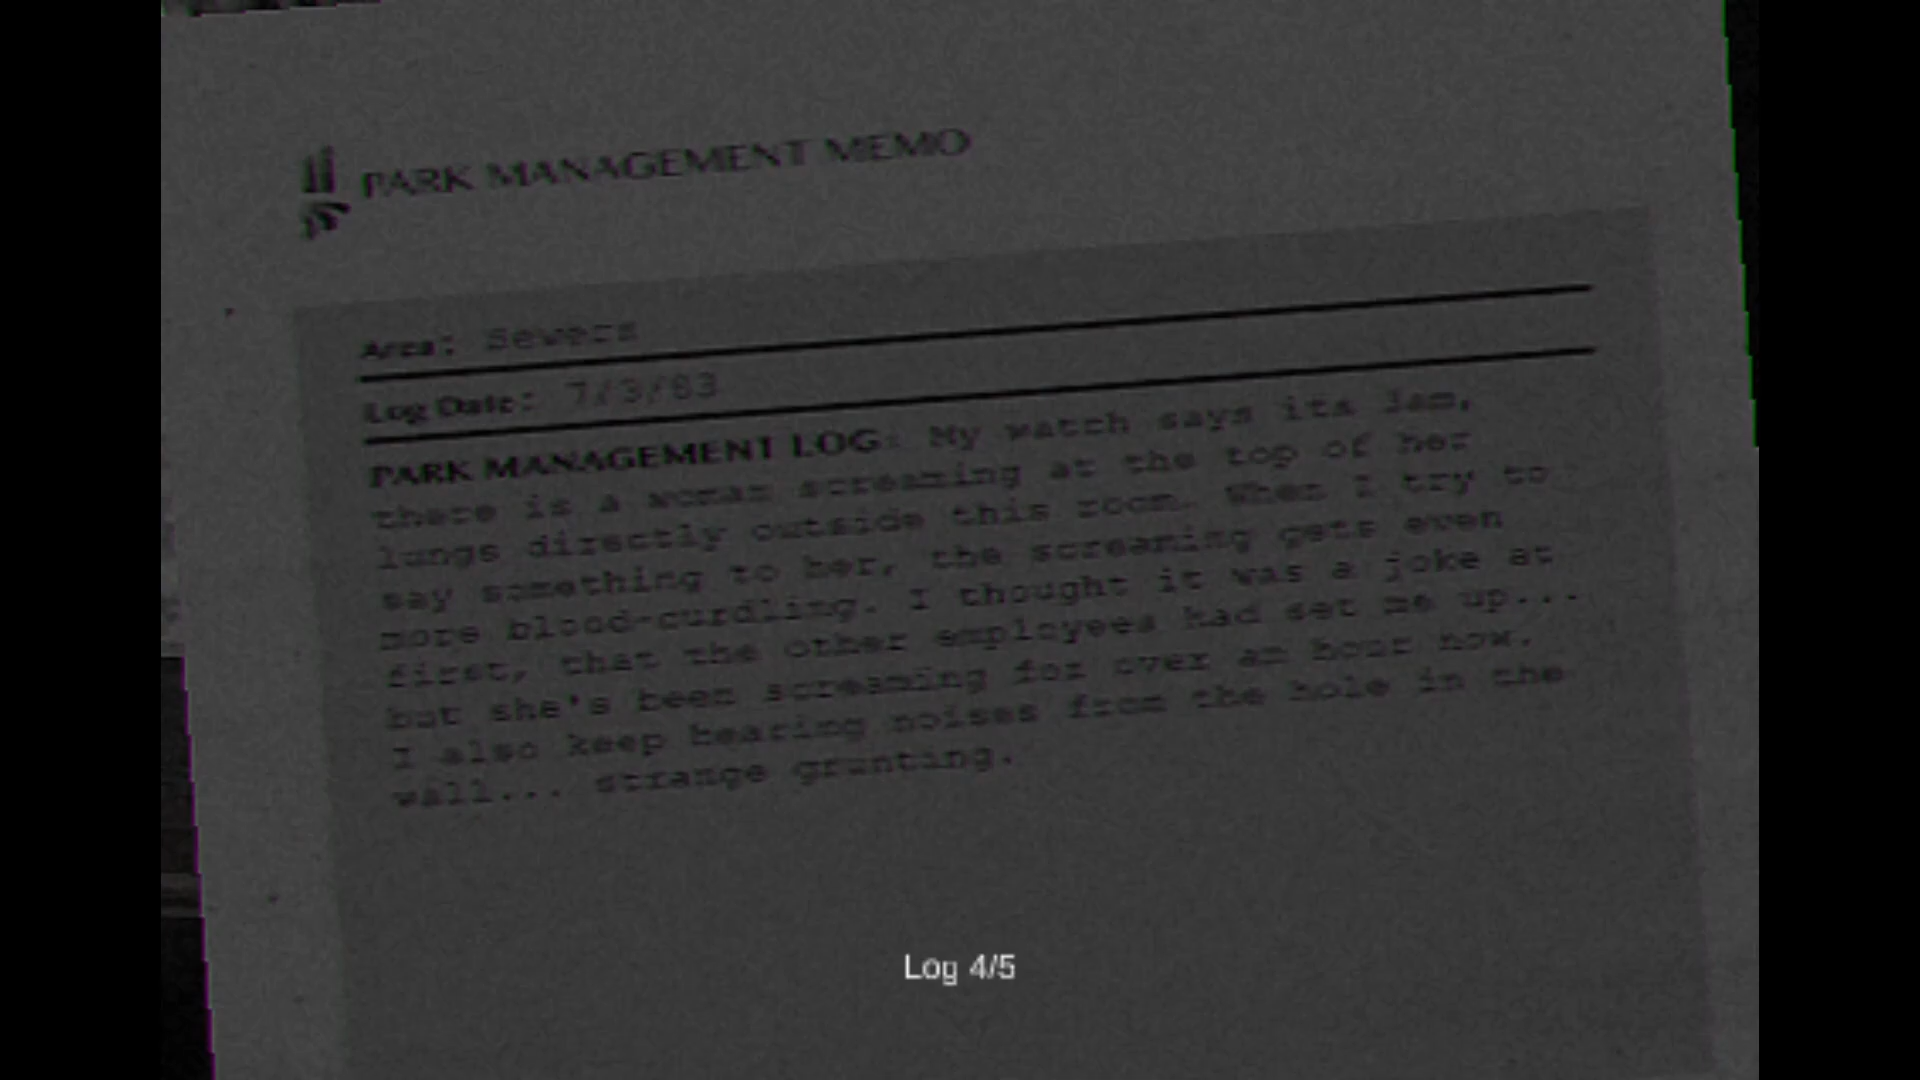 PARK MANAGEMENT MEMO
Area: Sewers
Log Date: 7/3/83
PARK MANAGEMENT LOG: My watch says its 3am,
there is a woman screaming at the top of her
lungs directly outside this room. When I try to
say something to her, the screaming gets even
more blood-curdling. I thought it was a joke at
first, that the other employees had set me up...
but she's been screaming for over an hour now.
I also keep hearing noises from the hole in the
wall... strange grunting.
Log 4/5